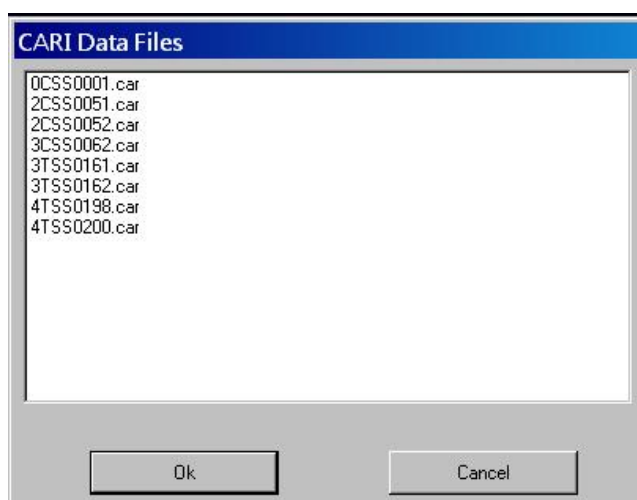 CARI Data Files
0CSS0001.car
2CSS0051.car
2CSS0052.car
3CSS0062.car
3TSS0161.car
3TSS0162.car
4TSS0198.car
4TSS0200.car
Ok
Cancel